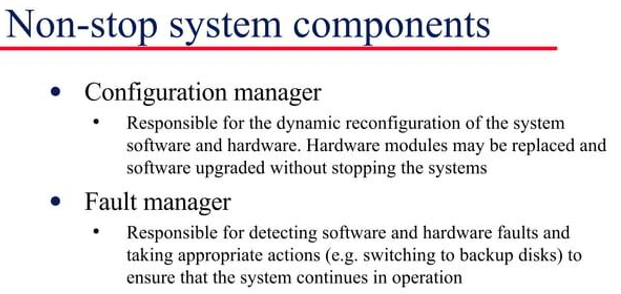 Non-stop system components
• Configuration manager
• Responsible for the dynamic reconfiguration of the system
software and hardware. Hardware modules may be replaced and
software upgraded without stopping the systems
• Fault manager
• Responsible for detecting software and hardware faults and
taking appropriate actions (e.g. switching to backup disks) to
ensure that the system continues in operation